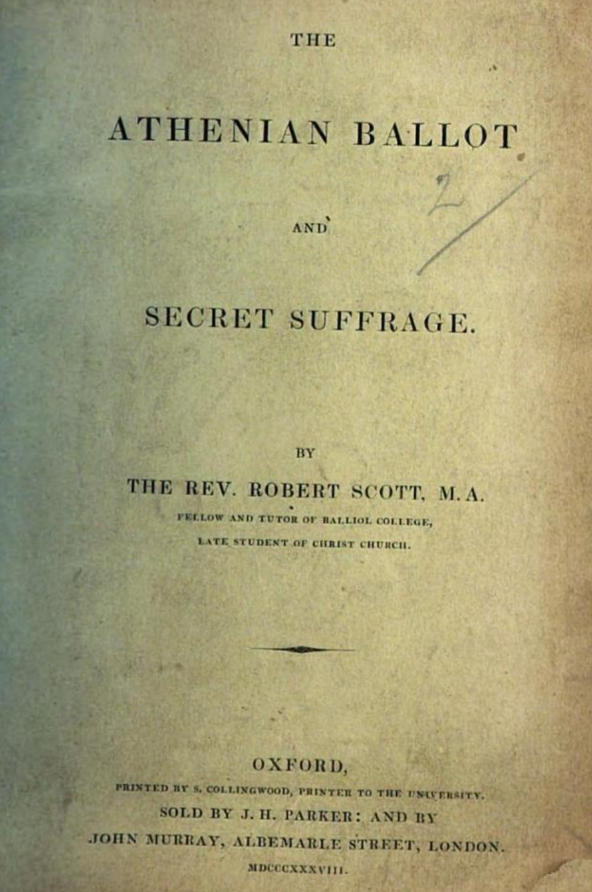 THE
ATHENIAN BALLOT
2/
AND
SECRET SUFFRAGE.
BY
THE REV. ROBERT SCOTT, M.A.
FELLOW AND TUTOR OF BALLIOL COLLEGE,
LATE STUDENT OF CHRIST CHURCH.
OXFORD,
PRINTED BY S. COLLINGWOOD, PRINTER TO THE UNIVERSITY.
SOLD BY J. H. PARKER: AND BY
JOHN MURRAY, ALBEMARLE STREET, LONDON.
MDCCCXXXVIII.